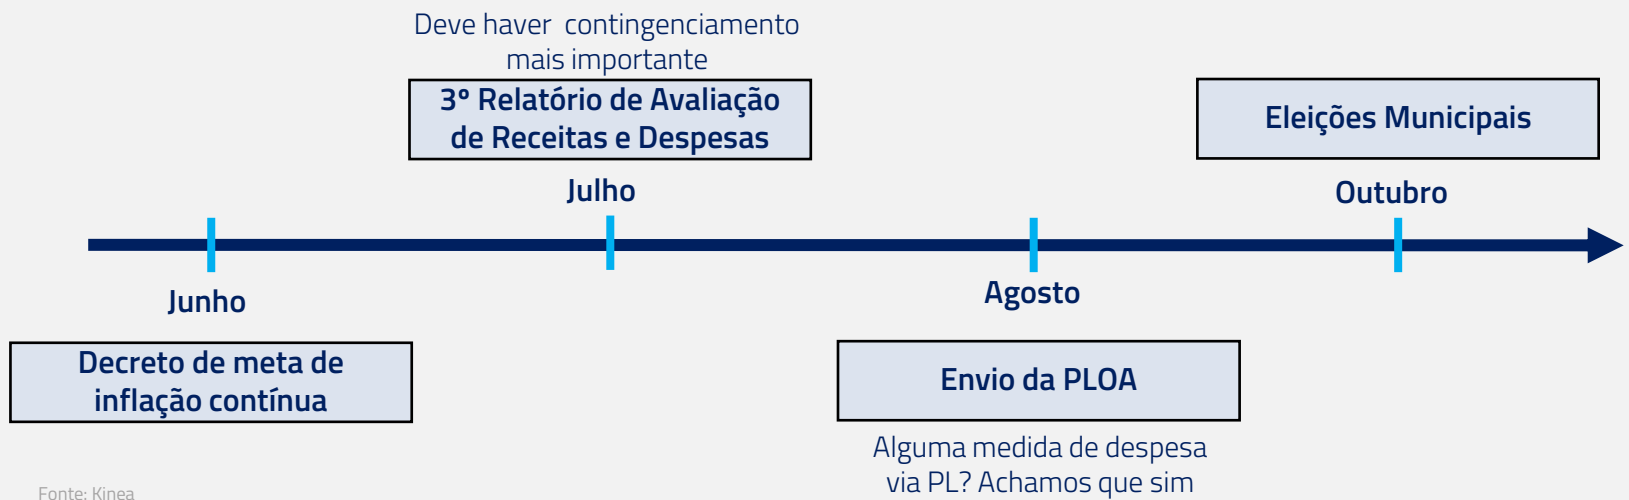 Deve haver contingenciamento
mais importante
3º Relatório de Avaliação
de Receitas e Despesas
Julho
Eleições Municipais
Outubro
Junho
Decreto de meta de
inflação contínua
Agosto
Envio da PLOA
Alguma medida de despesa
via PL? Achamos que sim
Fonte: Kinea